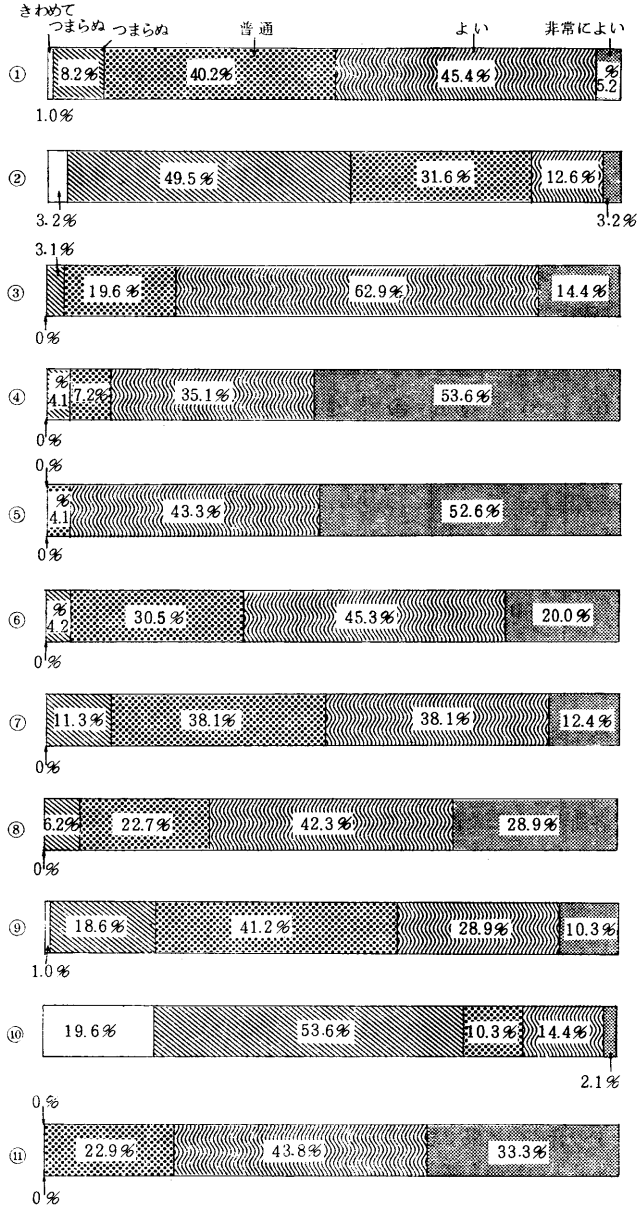 きわめて
つまらぬ つまらぬ 普通 よい 非常によい
① 8.2% 40.2% 45.4% 5.2%
1.0%
② 49.5% 31.6% 12.6%
3.2% 3.2%
3.1%
③ 19.6% 62.9% 14.4%
0%
④ 4.1% 7.2% 35.1% 53.6%
0%
0%
⑤ 4.1% 43.3% 52.6%
0%
⑥ 4.2% 30.5% 45.3% 20.0%
0%
⑦ 11.3% 38.1% 38.1% 12.4%
0%
⑧ 6.2% 22.7% 42.3% 28.9%
0%
⑨ 18.6% 41.2% 28.9% 10.3%
1.0%
⑩ 19.6% 53.6% 10.3% 14.4%
2.1%
0%
⑪ 22.9% 43.8% 33.3%
0%